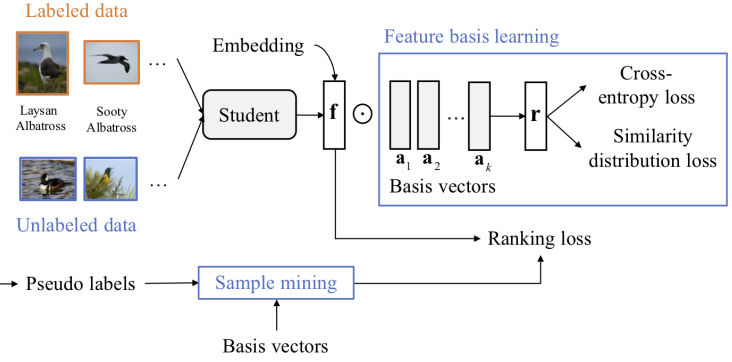 Labeled data
Laysan
Albatross
Sooty
Albatross
...
...
Unlabeled data
Student
Embedding
f
Feature basis learning
a1 a2 ... ak
Basis vectors
r
Cross-
entropy loss
Similarity
distribution loss
Ranking loss
Pseudo labels
Sample mining
Basis vectors